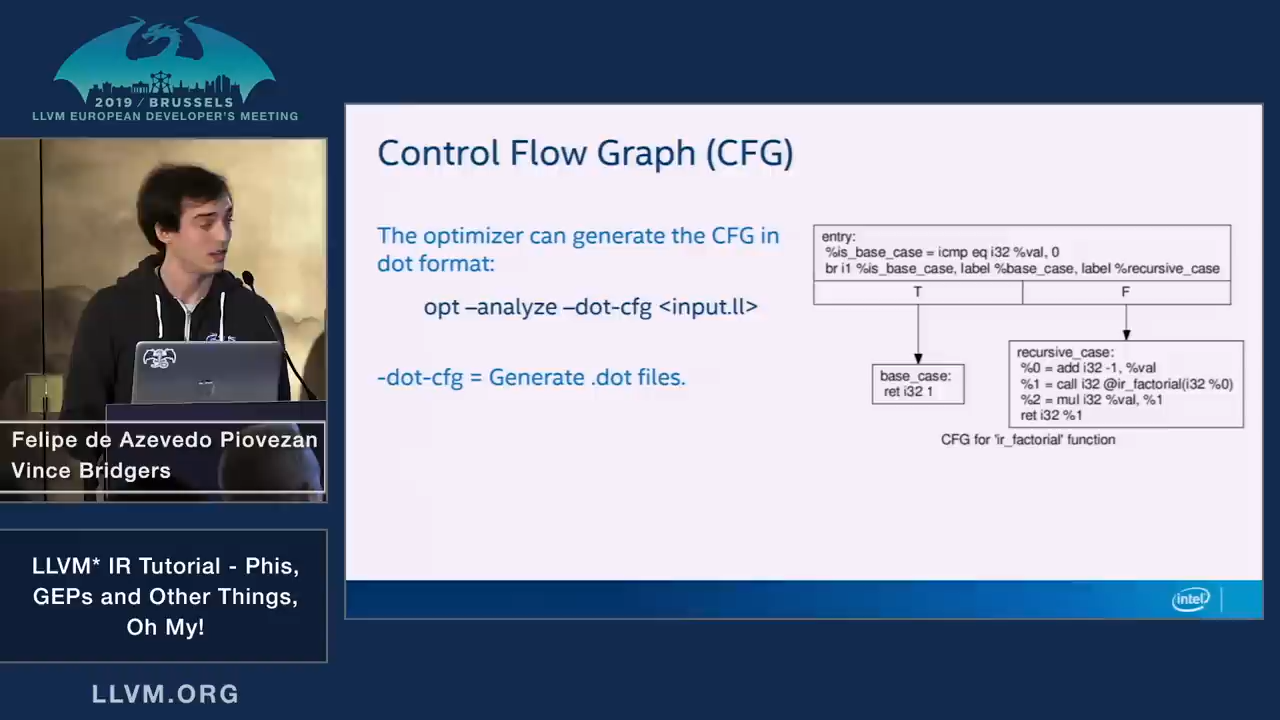 2019 / BRUSSELS
LLVM EUROPEAN DEVELOPER'S MEETING
Felipe de Azevedo Piovezan
Vince Bridgers
LLVM* IR Tutorial - Phis,
GEPs and Other Things,
Oh My!
LLVM.ORG
Control Flow Graph (CFG)
The optimizer can generate the CFG in
dot format:
opt –analyze –dot-cfg <input.ll>
-dot-cfg = Generate .dot files.
entry:
%is_base_case = icmp eq i32 %val, 0
br i1 %is_base_case, label %base_case, label %recursive_case
T
F
base_case:
ret i32 1
recursive_case:
%0 = add i32 -1, %val
%1 = call i32 @ir_factorial(i32 %0)
%2 = mul i32 %val, %1
ret i32 %1
CFG for 'ir_factorial' function
intel